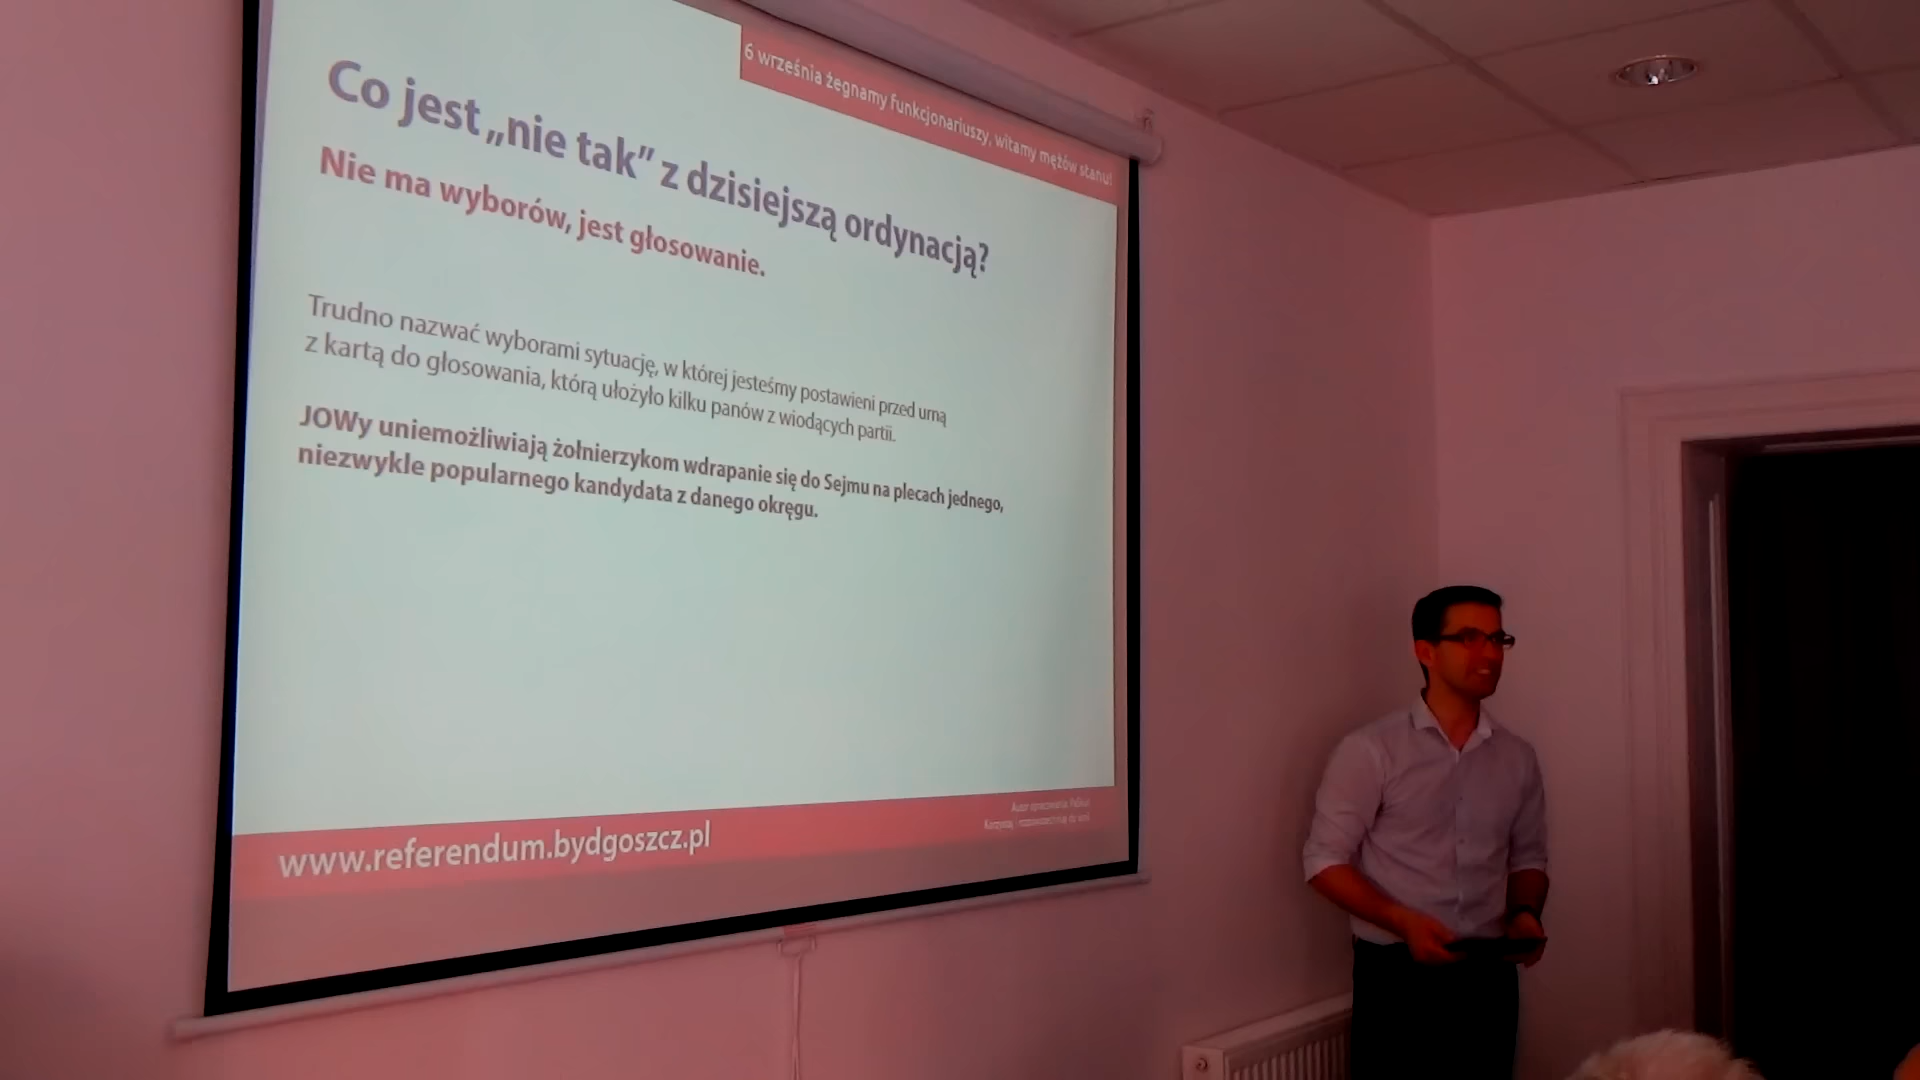 6 września żegnamy funkcjonariuszy, witamy mężów stanu!
Co jest „nie tak” z dzisiejszą ordynacją?
Nie ma wyborów, jest głosowanie.
Trudno nazwać wyborami sytuację, w której jesteśmy postawieni przed urną
z kartą do głosowania, którą ułożyło kilku panów z wiodących partii.
JOWy uniemożliwiają żołnierzykom wdrapanie się do Sejmu na plecach jednego,
niezwykle popularnego kandydata z danego okręgu.
www.referendum.bydgoszcz.pl
Autor opracowania: